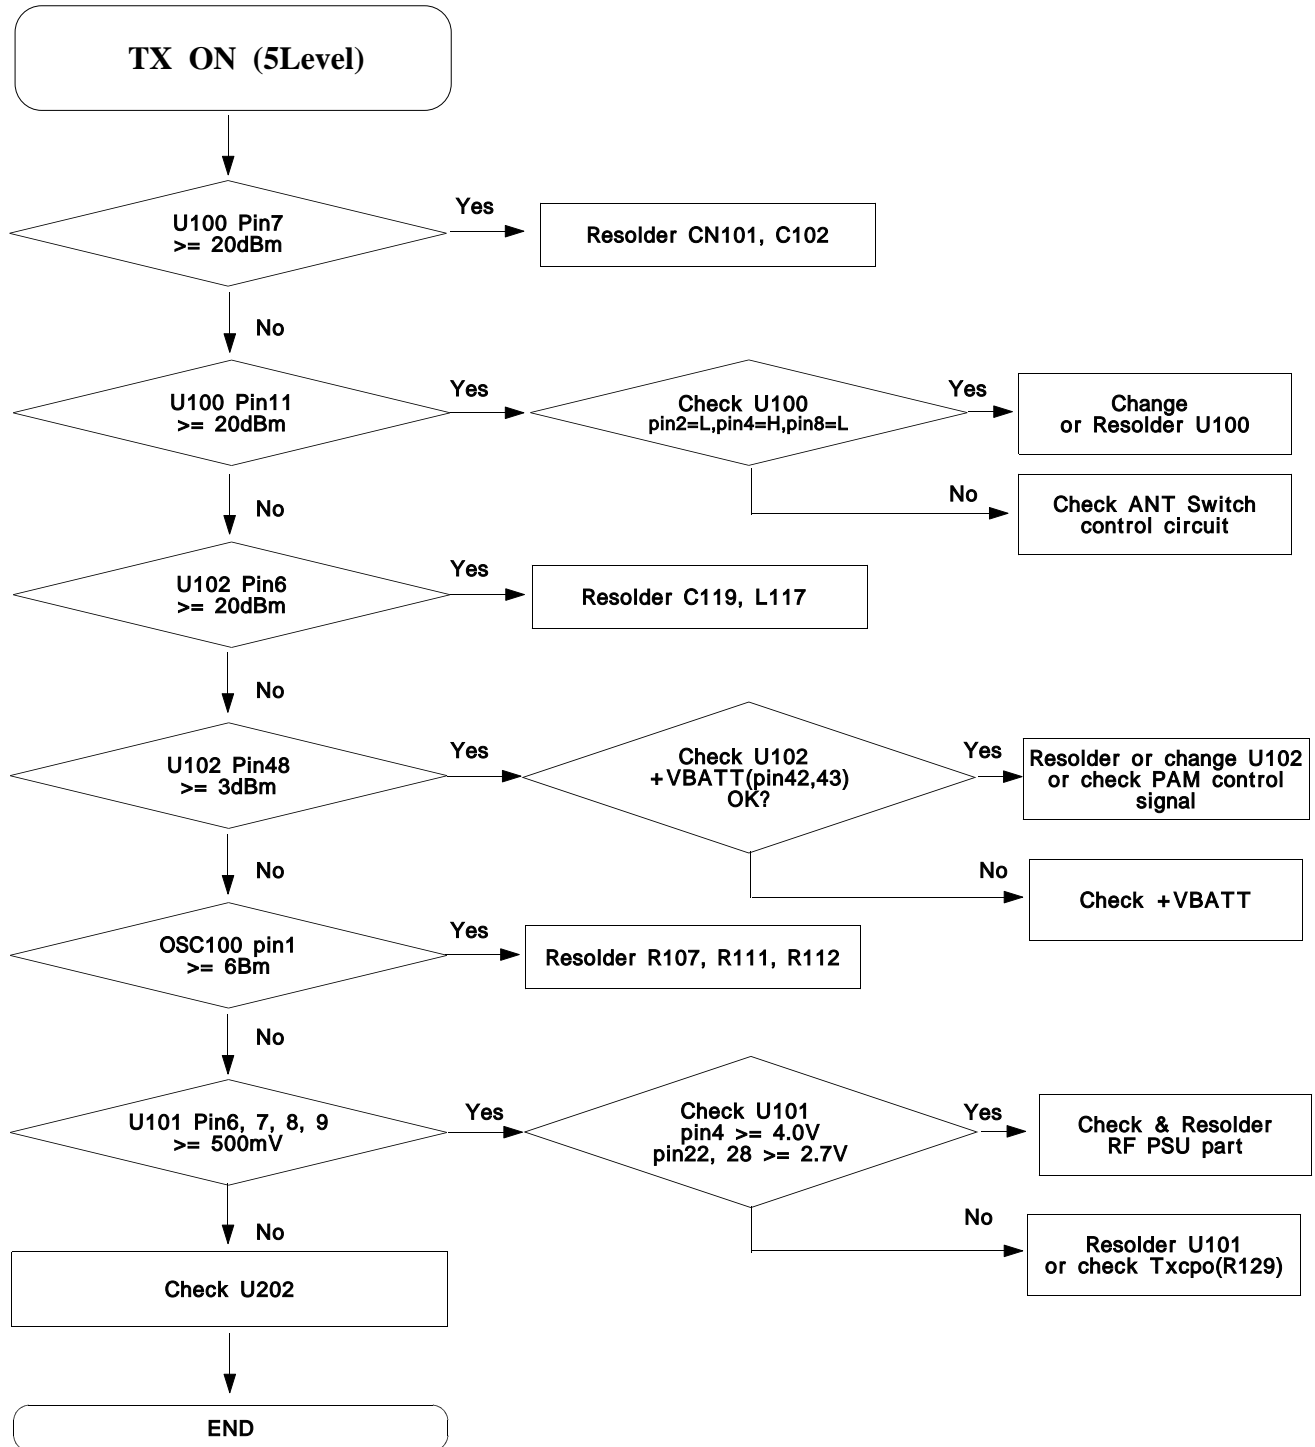 TX ON (5Level)
U100 Pin7
>= 20dBm
Yes
Resolder CN101, C102
No
U100 Pin11
>= 20dBm
Yes
Check U100
pin2=L,pin4=H,pin8=L
Yes
Change
or Resolder U100
No
Check ANT Switch
control circuit
No
U102 Pin6
>= 20dBm
Yes
Resolder C119, L117
No
U102 Pin48
>= 3dBm
Yes
Check U102
+VBATT(pin42,43)
OK?
Yes
Resolder or change U102
or check PAM control
signal
No
Check +VBATT
No
OSC100 pin1
>= 6Bm
Yes
Resolder R107, R111, R112
No
U101 Pin6, 7, 8, 9
>= 500mV
Yes
Check U101
pin4 >= 4.0V
pin22, 28 >= 2.7V
Yes
Check & Resolder
RF PSU part
No
Resolder U101
or check Txcpo(R129)
No
Check U202
END